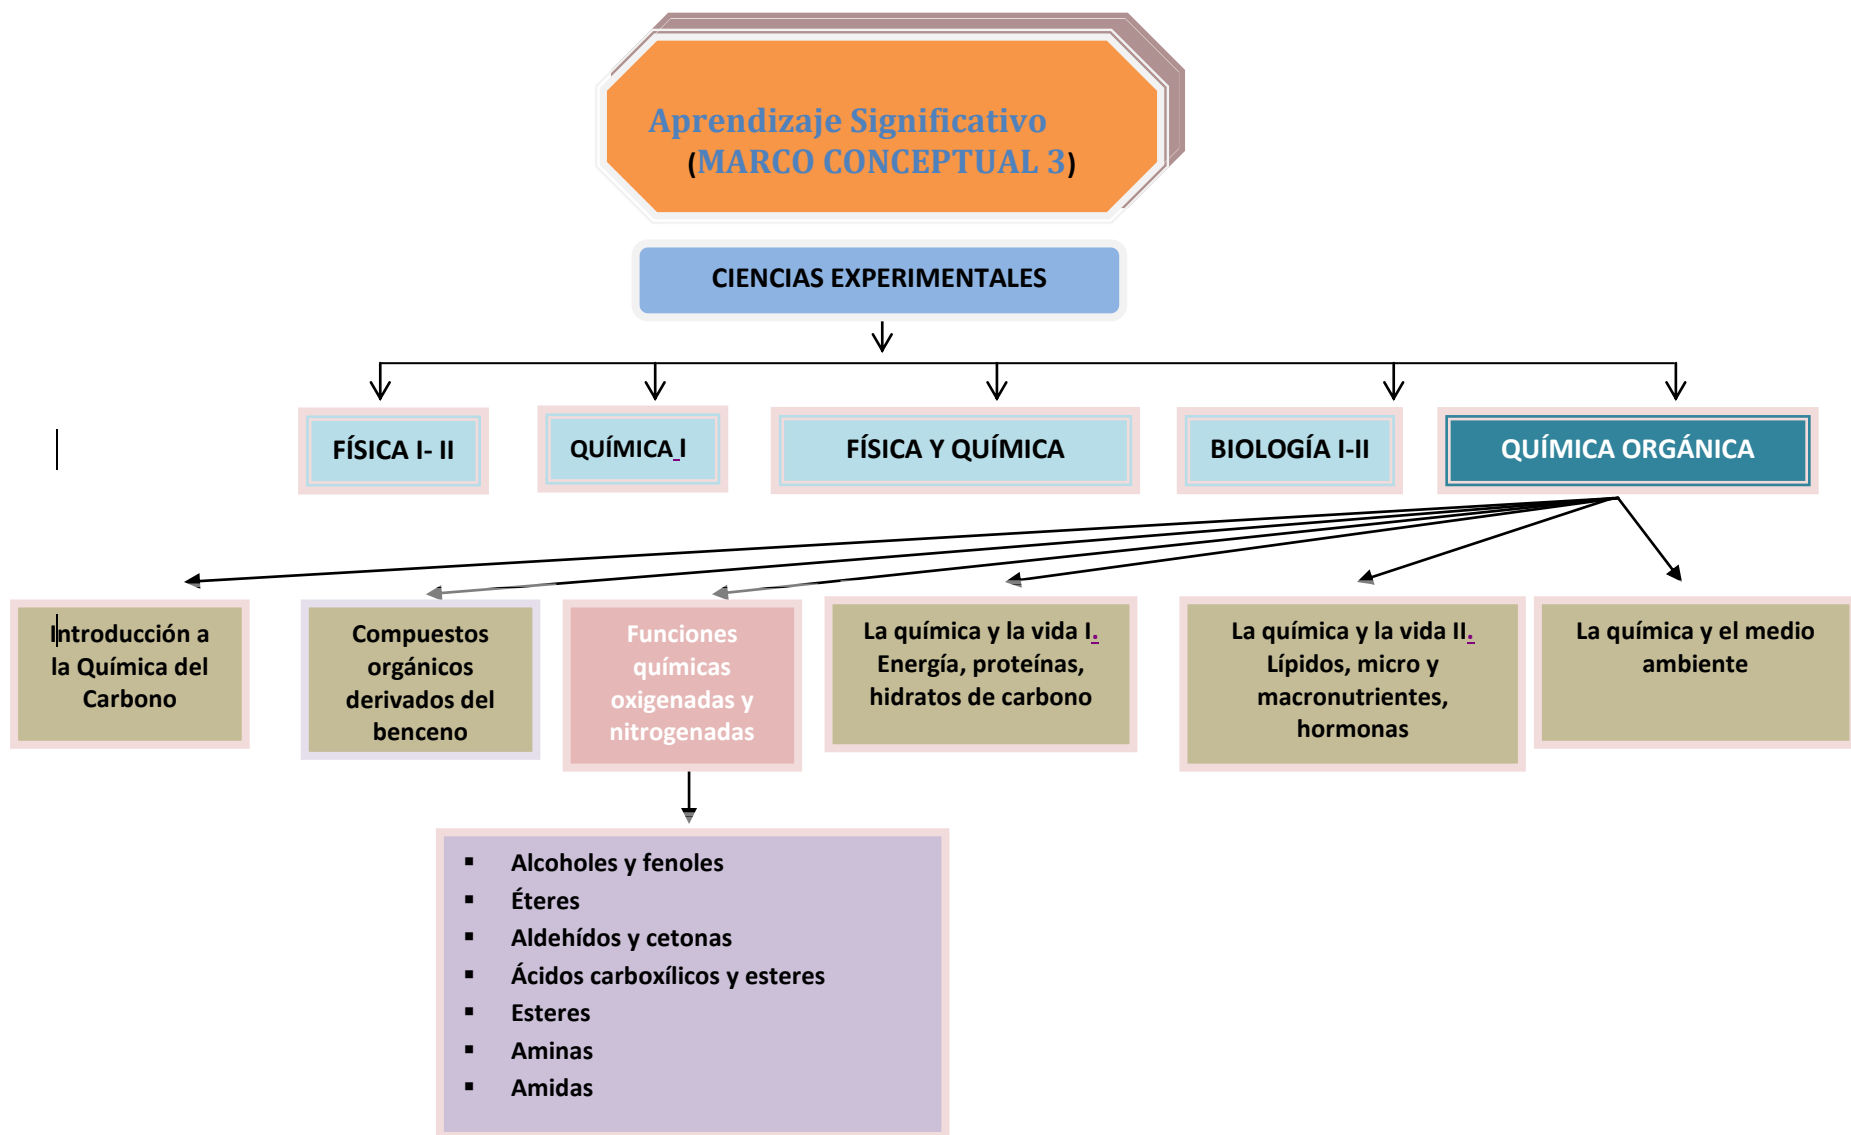 Aprendizaje Significativo
(MARCO CONCEPTUAL 3)
CIENCIAS EXPERIMENTALES
FÍSICA I- II
QUÍMICA I
FÍSICA Y QUÍMICA
BIOLOGÍA I-II
QUÍMICA ORGÁNICA
Introducción a
la Química del
Carbono
Compuestos
orgánicos
derivados del
benceno
Funciones
químicas
oxigenadas y
nitrogenadas
La química y la vida I.
Energía, proteínas,
hidratos de carbono
La química y la vida II.
Lípidos, micro y
macronutrientes,
hormonas
La química y el medio
ambiente
▪ Alcoholes y fenoles
▪ Éteres
▪ Aldehídos y cetonas
▪ Ácidos carboxílicos y esteres
▪ Esteres
▪ Aminas
▪ Amidas